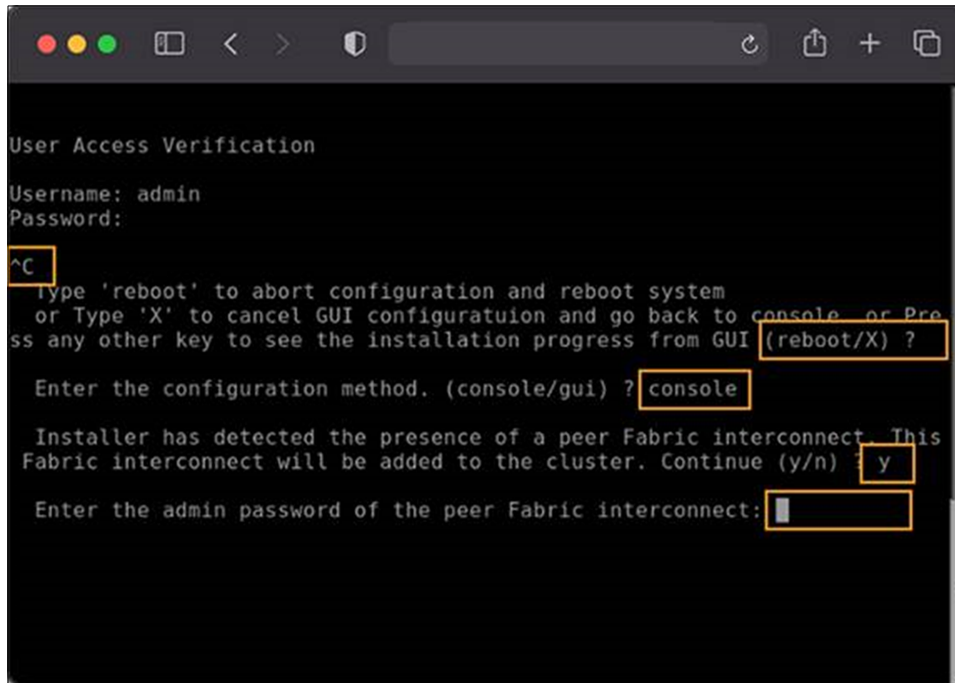 User Access Verification
Username: admin
Password:
^C
Type 'reboot' to abort configuration and reboot system
or Type 'X' to cancel GUI configuratuion and go back to console or Pre
ss any other key to see the installation progress from GUI (reboot/X) ?
Enter the configuration method. (console/gui) ? console
Installer has detected the presence of a peer Fabric interconnect. This
Fabric interconnect will be added to the cluster. Continue (y/n) ? y
Enter the admin password of the peer Fabric interconnect: